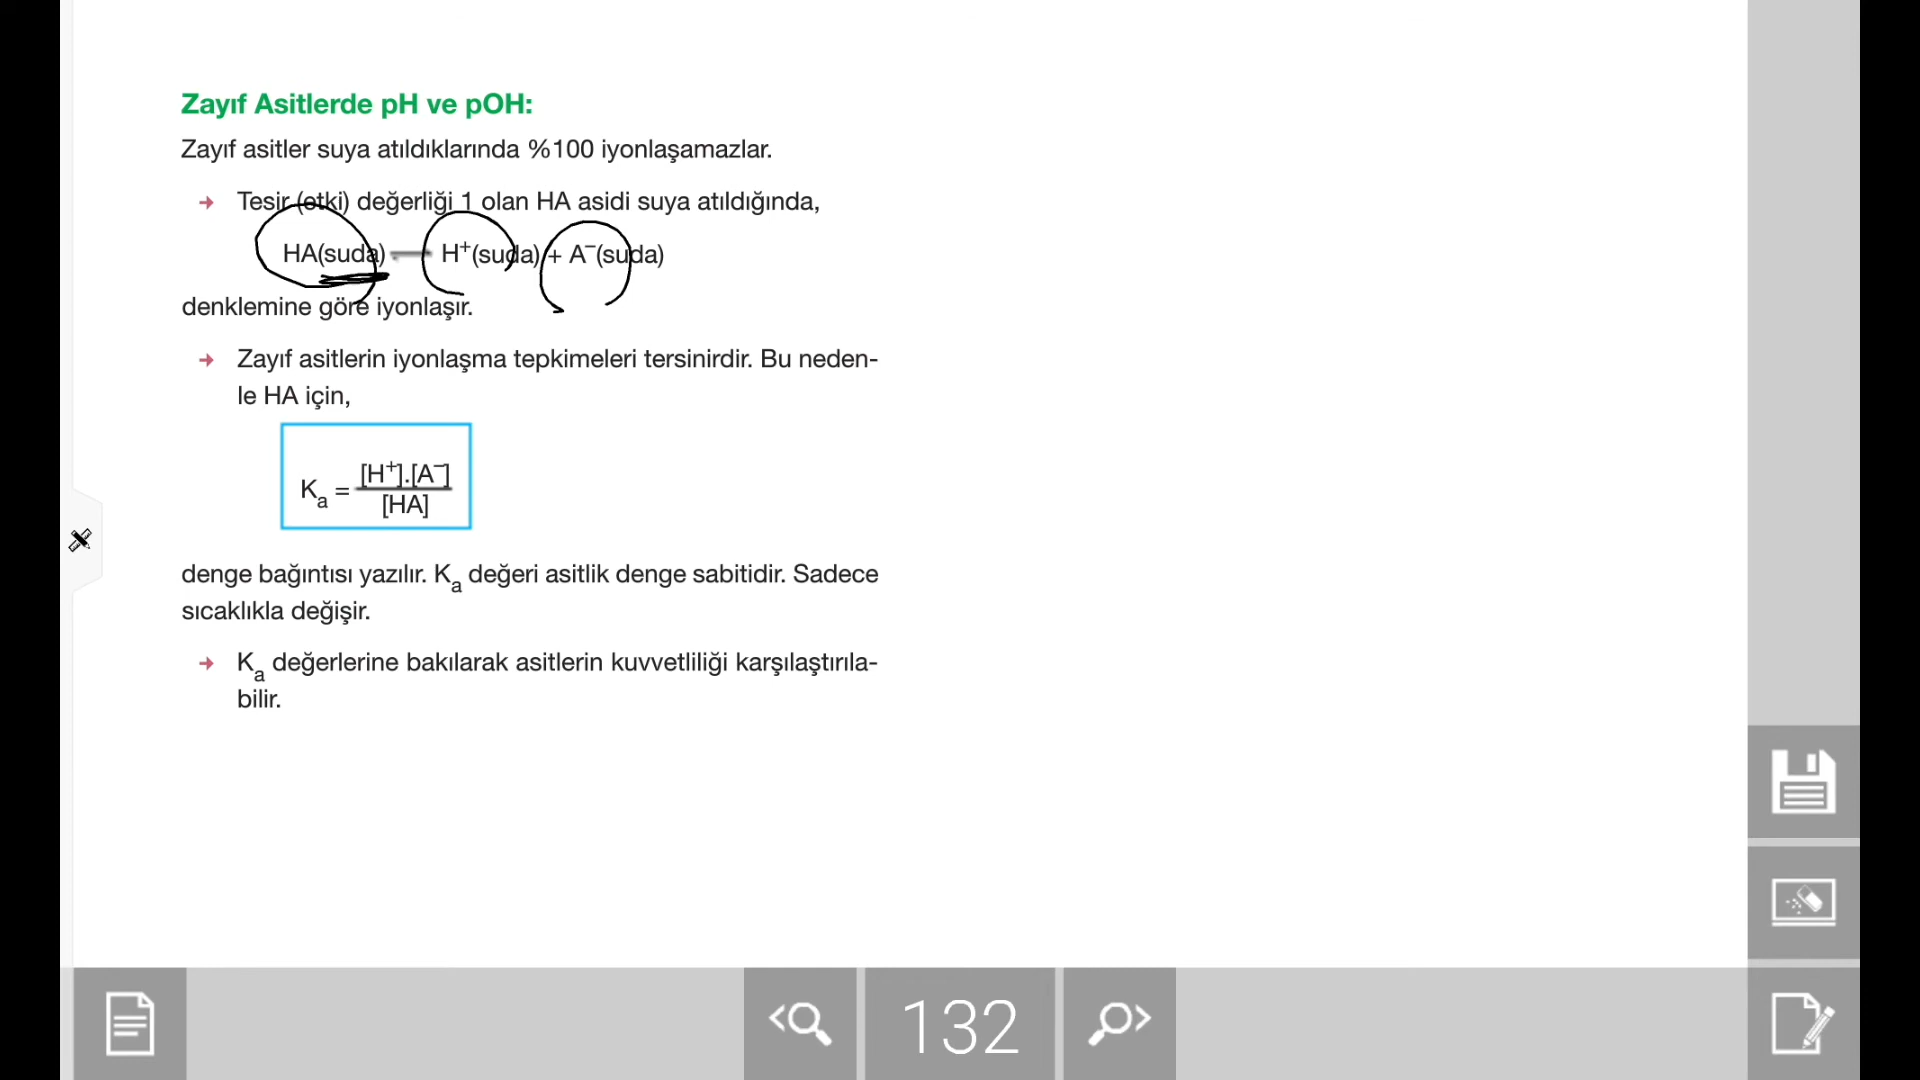 Zayıf Asitlerde pH ve pOH:
Zayıf asitler suya atıldıklarında %100 iyonlaşamazlar.
→ Tesir (etki) değerliği 1 olan HA asidi suya atıldığında,
HA(suda) ⇌ H⁺(suda) + A⁻(suda)
denklemine göre iyonlaşır.
→ Zayıf asitlerin iyonlaşma tepkimeleri tersinirdir. Bu neden-
le HA için,
Kₐ = [H⁺].[A⁻]
[HA]
denge bağıntısı yazılır. Kₐ değeri asitlik denge sabitidir. Sadece
sıcaklıkla değişir.
→ Kₐ değerlerine bakılarak asitlerin kuvvetliliği karşılaştırıla-
bilir.
132